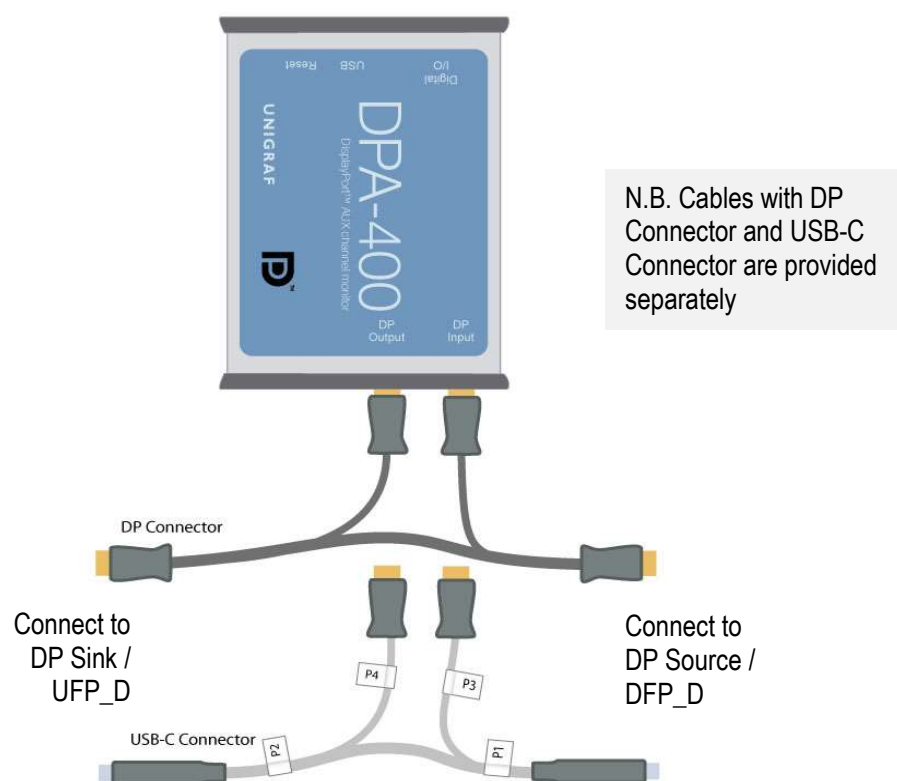 Reset
USB
Digital
I/O
UNIGRAF
DPA-400
DisplayPort™ AUX channel monitor
DP
Output
DP
Input
N.B. Cables with DP
Connector and USB-C
Connector are provided
separately
DP Connector
Connect to
DP Sink /
UFP_D
Connect to
DP Source /
DFP_D
P4
P3
USB-C Connector
P2
P1